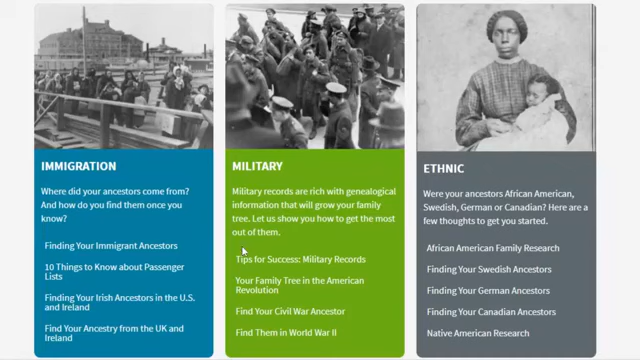 IMMIGRATION
Where did your ancestors come from?
And how do you find them once you
know?
Finding Your Immigrant Ancestors
10 Things to Know about Passenger
Lists
Finding Your Irish Ancestors in the U.S.
and Ireland
Find Your Ancestry from the UK and
Ireland
MILITARY
Military records are rich with genealogical
information that will grow your family
tree. Let us show you how to get the most
out of them.
Tips for Success: Military Records
Your Family Tree in the American
Revolution
Find Your Civil War Ancestor
Find Them in World War II
ETHNIC
Were your ancestors African American,
Swedish, German or Canadian? Here are a
few thoughts to get you started.
African American Family Research
Finding Your Swedish Ancestors
Finding Your German Ancestors
Finding Your Canadian Ancestors
Native American Research